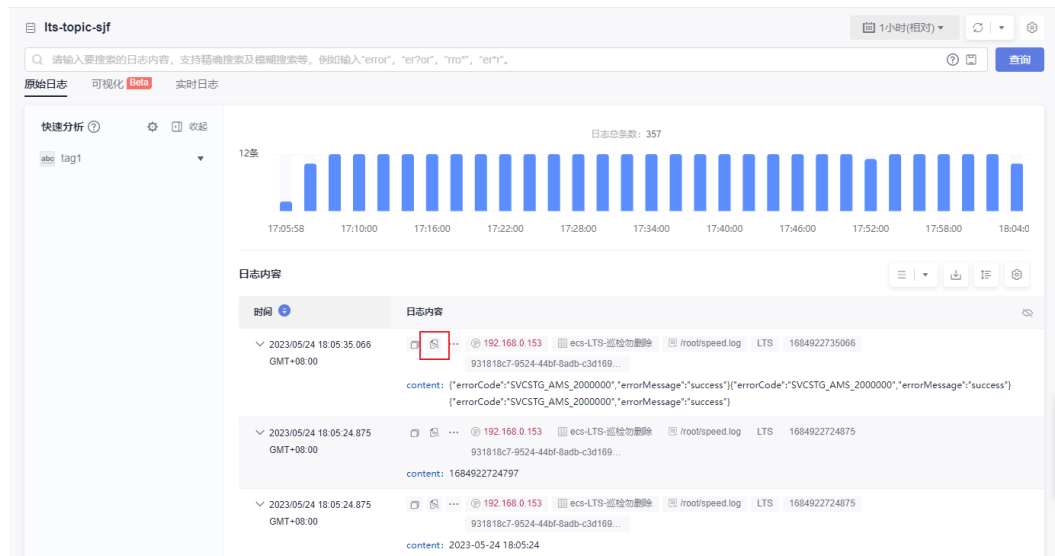 lts-topic-sjf
1小时(相对)
请输入要搜索的日志内容，支持精确搜索及模糊搜索等，例如输入"error"，"er?or"，"rro*"，"er*r"。
查询
原始日志 可视化 Beta 实时日志
快速分析 收起
abc tag1
日志总条数：357
12条
17:05:58 17:10:00 17:16:00 17:22:00 17:28:00 17:34:00 17:40:00 17:46:00 17:52:00 17:58:00 18:04:0
日志内容
时间 日志内容
2023/05/24 18:05:35.066 192.168.0.153 ecs-LTS-巡检勿删除 /root/speed.log LTS 1684922735066
GMT+08:00 931818c7-9524-44bf-8adb-c3d169...
content: {"errorCode":"SVCSTG_AMS_2000000","errorMessage":"success"}{"errorCode":"SVCSTG_AMS_2000000","errorMessage":"success"}
{"errorCode":"SVCSTG_AMS_2000000","errorMessage":"success"}
2023/05/24 18:05:24.875 192.168.0.153 ecs-LTS-巡检勿删除 /root/speed.log LTS 1684922724875
GMT+08:00 931818c7-9524-44bf-8adb-c3d169...
content: 1684922724797
2023/05/24 18:05:24.875 192.168.0.153 ecs-LTS-巡检勿删除 /root/speed.log LTS 1684922724875
GMT+08:00 931818c7-9524-44bf-8adb-c3d169...
content: 2023-05-24 18:05:24